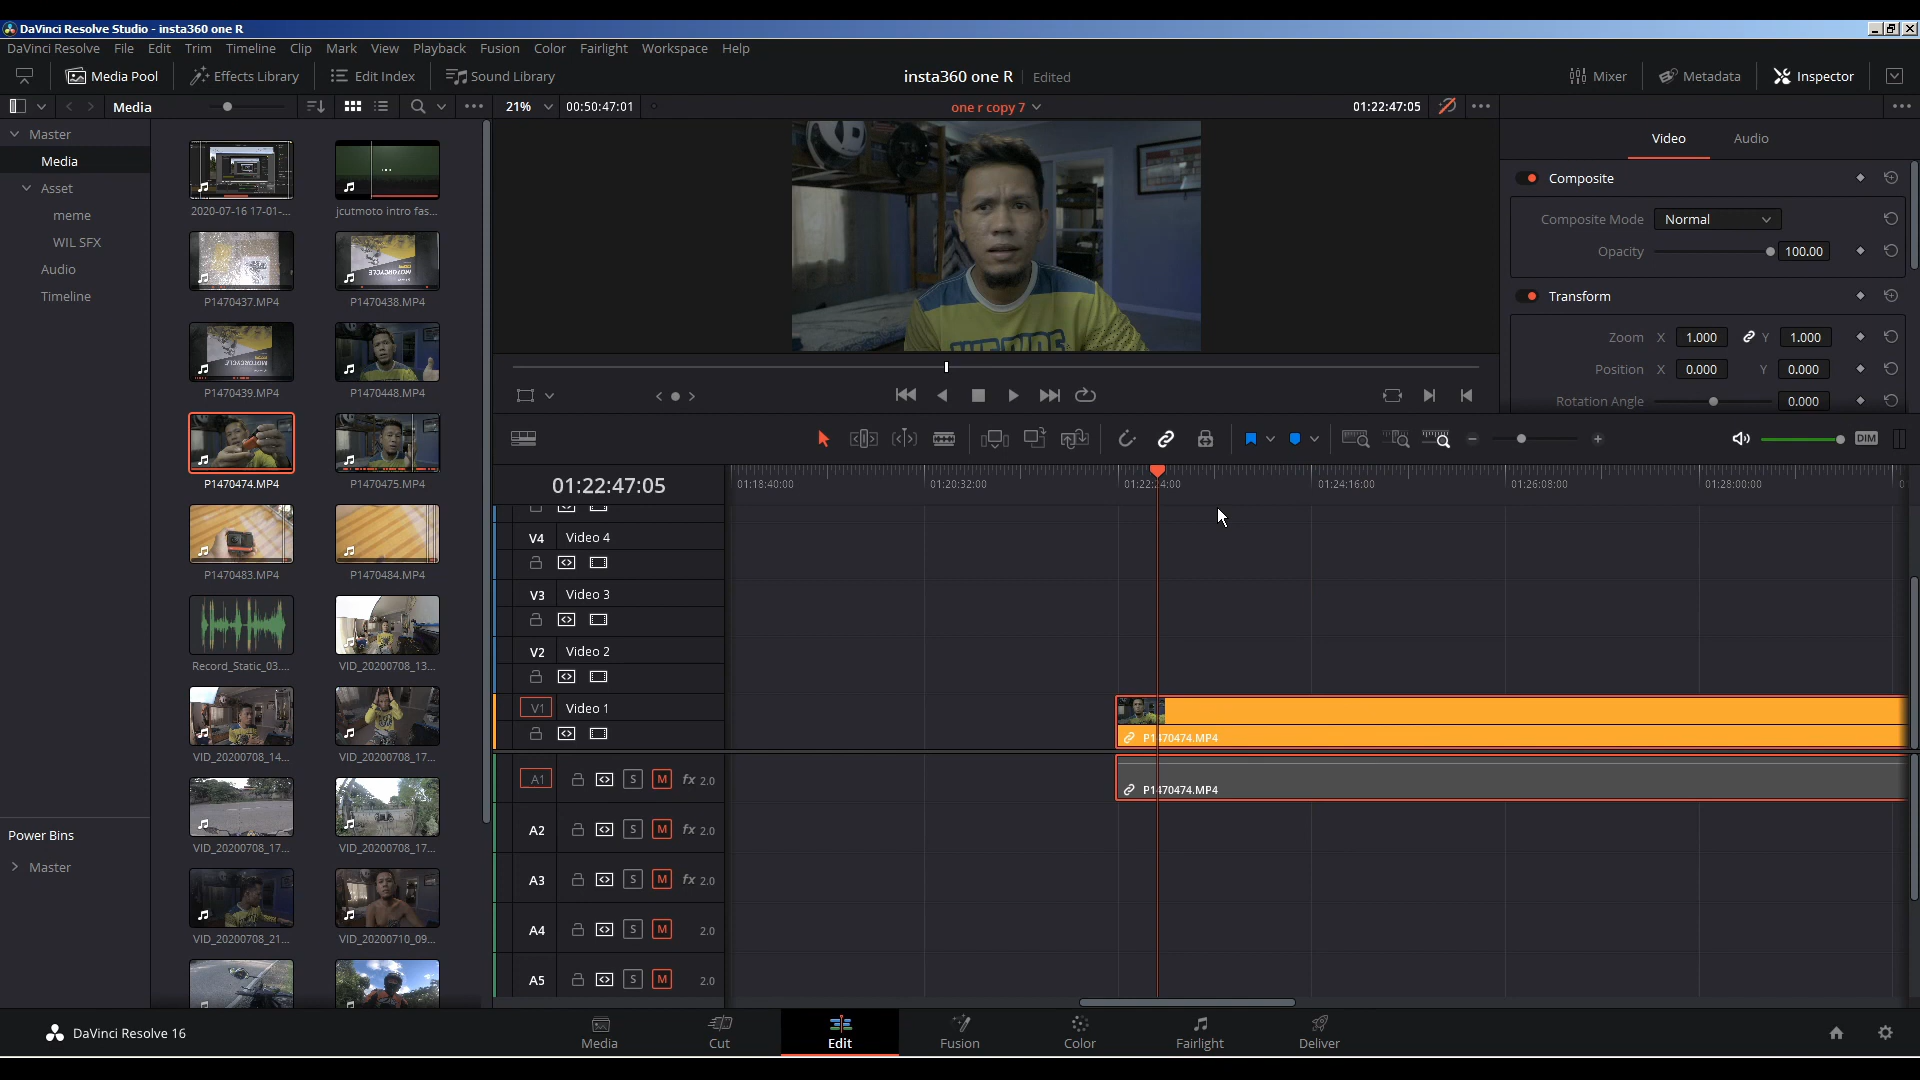 DaVinci Resolve Studio - insta360 one R
DaVinci Resolve File Edit Trim Timeline Clip Mark View Playback Fusion Color Fairlight Workspace Help
Media Pool Effects Library Edit Index Sound Library insta360 one R Edited Mixer Metadata Inspector
Media 21% 00:50:47:01 one r copy 7 01:22:47:05
Master
Media
Asset
meme
WIL SFX
Audio
Timeline
Power Bins
Master
2020-07-16 17-01-... jcutmoto intro fas...
P1470437.MP4 P1470438.MP4
P1470439.MP4 P1470448.MP4
P1470474.MP4 P1470475.MP4
P1470483.MP4 P1470484.MP4
Record_Static_03.... VID_20200708_13...
VID_20200708_14... VID_20200708_17...
VID_20200708_17... VID_20200708_17...
VID_20200708_21... VID_20200710_09...
Video Audio
Composite
Composite Mode Normal
Opacity 100.00
Transform
Zoom X 1.000 Y 1.000
Position X 0.000 Y 0.000
Rotation Angle 0.000
DIM
01:22:47:05 01:18:40:00 01:20:32:00 01:22:24:00 01:24:16:00 01:26:08:00 01:28:00:00
V4 Video 4
V3 Video 3
V2 Video 2
V1 Video 1
P1470474.MP4
A1 S M fx 2.0
P1470474.MP4
A2 S M fx 2.0
A3 S M fx 2.0
A4 S M 2.0
A5 S M 2.0
DaVinci Resolve 16 Media Cut Edit Fusion Color Fairlight Deliver